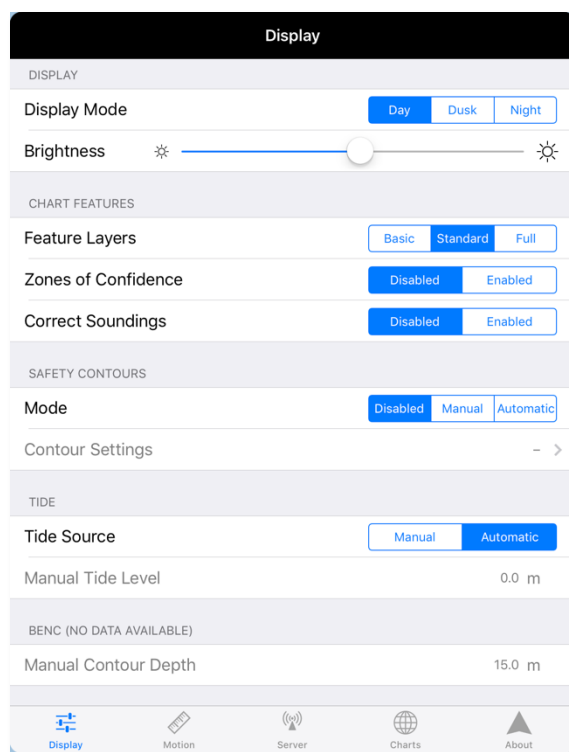 Display
DISPLAY
Display Mode Day Dusk Night
Brightness
CHART FEATURES
Feature Layers Basic Standard Full
Zones of Confidence Disabled Enabled
Correct Soundings Disabled Enabled
SAFETY CONTOURS
Mode Disabled Manual Automatic
Contour Settings –
TIDE
Tide Source Manual Automatic
Manual Tide Level 0.0 m
BENC (NO DATA AVAILABLE)
Manual Contour Depth 15.0 m
Display Motion Server Charts About